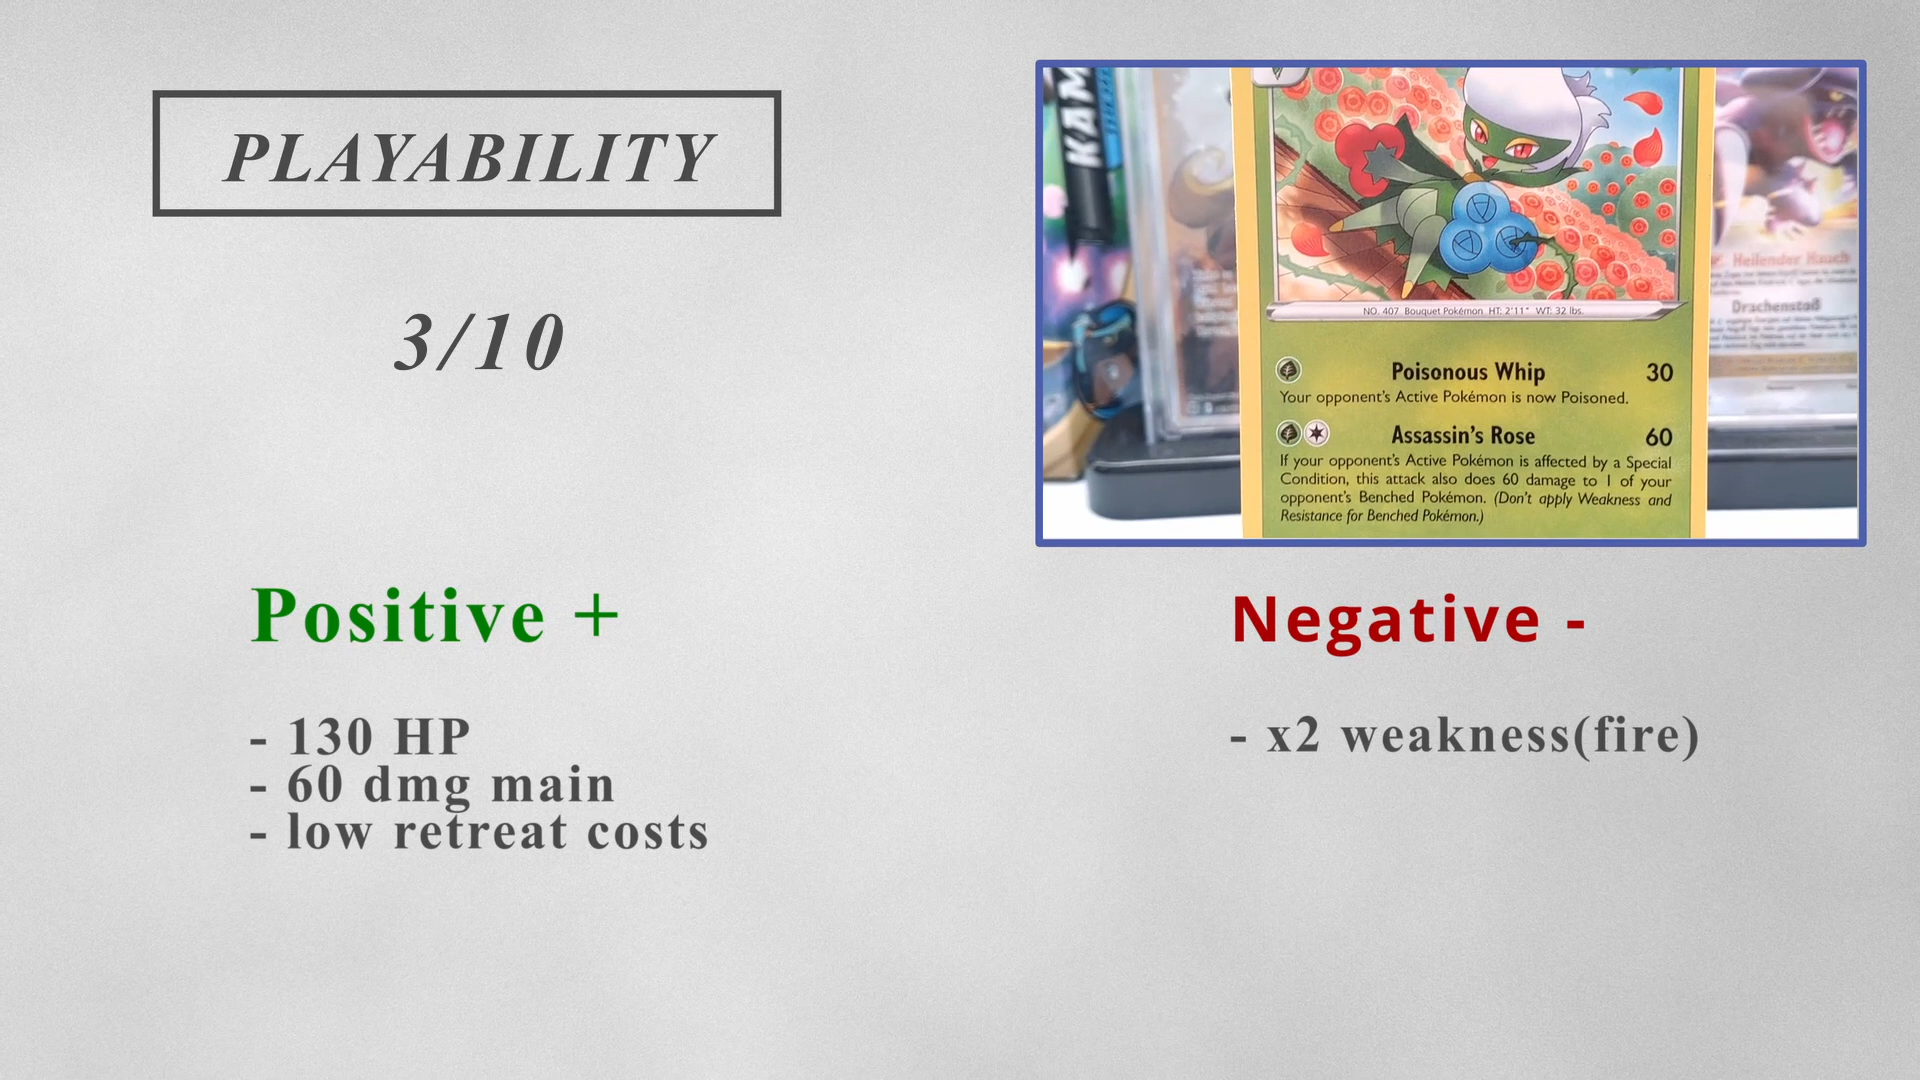 PLAYABILITY
3/10
KAM
Heilender Hauch
Drachenstoß
NO. 407 Bouquet Pokémon HT: 2'11" WT: 32 lbs.
Poisonous Whip 30
Your opponent's Active Pokémon is now Poisoned.
Assassin's Rose 60
If your opponent's Active Pokémon is affected by a Special
Condition, this attack also does 60 damage to 1 of your
opponent's Benched Pokémon. (Don't apply Weakness and
Resistance for Benched Pokémon.)
Positive +
- 130 HP
- 60 dmg main
- low retreat costs
Negative -
- x2 weakness(fire)